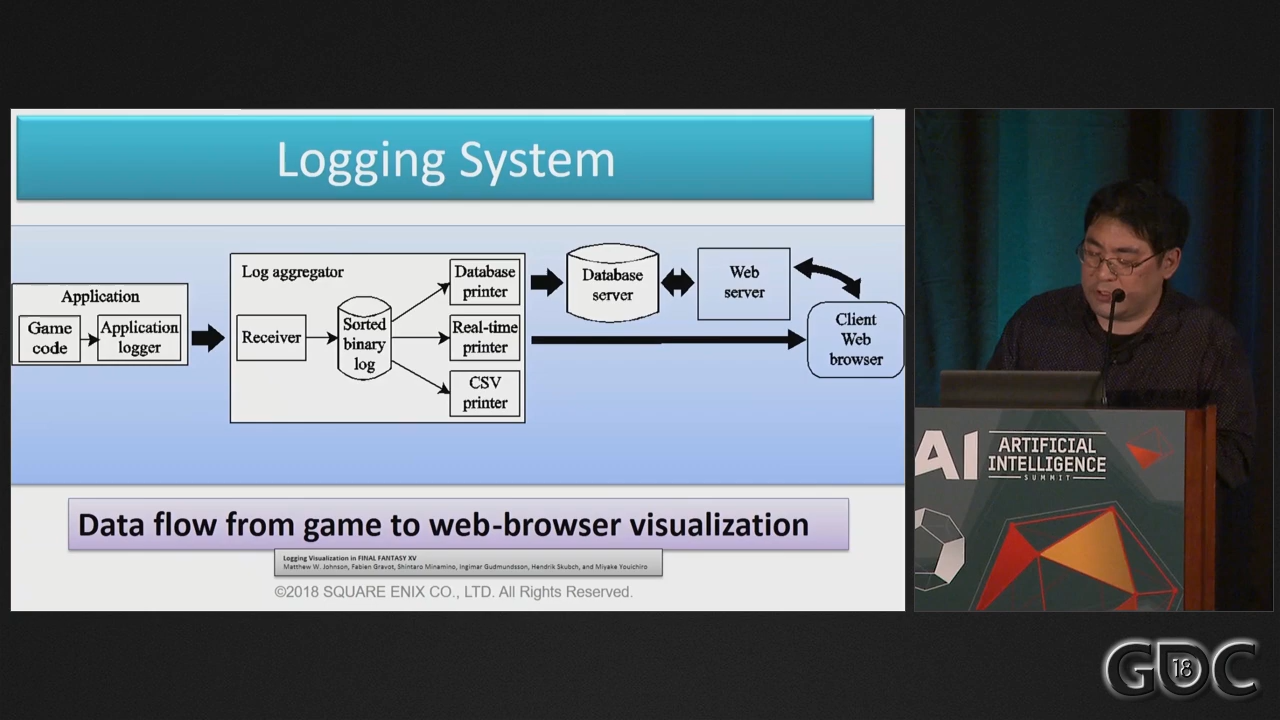 Logging System
Application
Game
code
Application
logger
Log aggregator
Receiver
Sorted
binary
log
Database
printer
Real-time
printer
CSV
printer
Database
server
Web
server
Client
Web
browser
Data flow from game to web-browser visualization
Logging Visualization in FINAL FANTASY XV
Matthew W. Johnson, Fabien Gravot, Shintaro Minamino, Ingimar Gudmundsson, Hendrik Skubch, and Miyake Youichiro
©2018 SQUARE ENIX CO., LTD. All Rights Reserved.
AI
ARTIFICIAL
INTELLIGENCE
SUMMIT
GDC
18